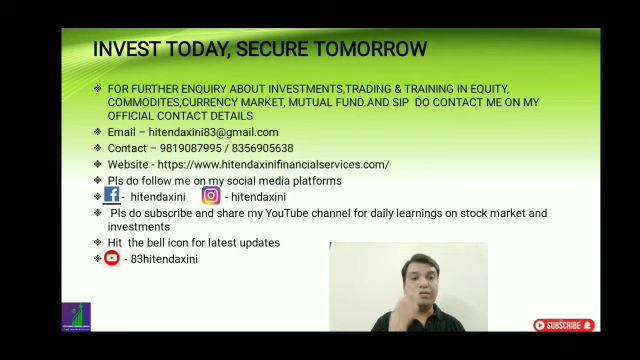 INVEST TODAY, SECURE TOMORROW
FOR FURTHER ENQUIRY ABOUT INVESTMENTS,TRADING & TRAINING IN EQUITY,
COMMODITES,CURRENCY MARKET, MUTUAL FUND AND SIP DO CONTACT ME ON MY
OFFICIAL CONTACT DETAILS
Email – hitendaxini83@gmail.com
Contact – 9819087995 / 8356905638
Website - https://www.hitendaxinifinancialservices.com/
Pls do follow me on my social media platforms
- hitendaxini - hitendaxini
Pls do subscribe and share my YouTube channel for daily learnings on stock market and
investments
Hit the bell icon for latest updates
- 83hitendaxini
SUBSCRIBE